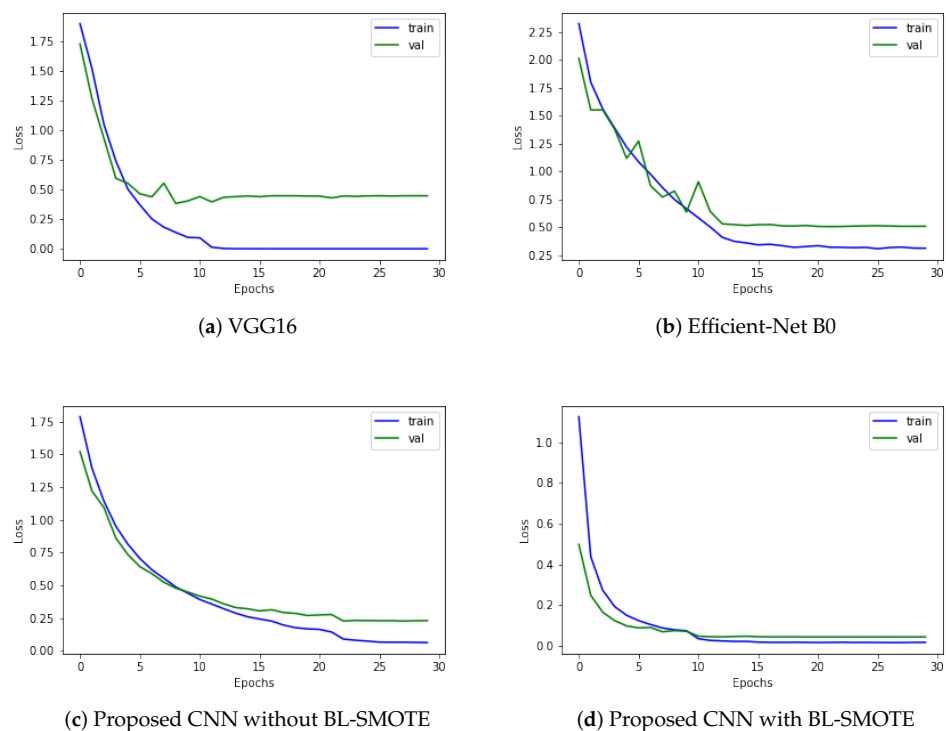 train
val
1.75
1.50
1.25
1.00
0.75
0.50
0.25
0.00
Loss
0 5 10 15 20 25 30
Epochs
(a) VGG16
train
val
2.25
2.00
1.75
1.50
1.25
1.00
0.75
0.50
0.25
Loss
0 5 10 15 20 25 30
Epochs
(b) Efficient-Net B0
train
val
1.75
1.50
1.25
1.00
0.75
0.50
0.25
0.00
Loss
0 5 10 15 20 25 30
Epochs
(c) Proposed CNN without BL-SMOTE
train
val
1.0
0.8
0.6
0.4
0.2
0.0
Loss
0 5 10 15 20 25 30
Epochs
(d) Proposed CNN with BL-SMOTE